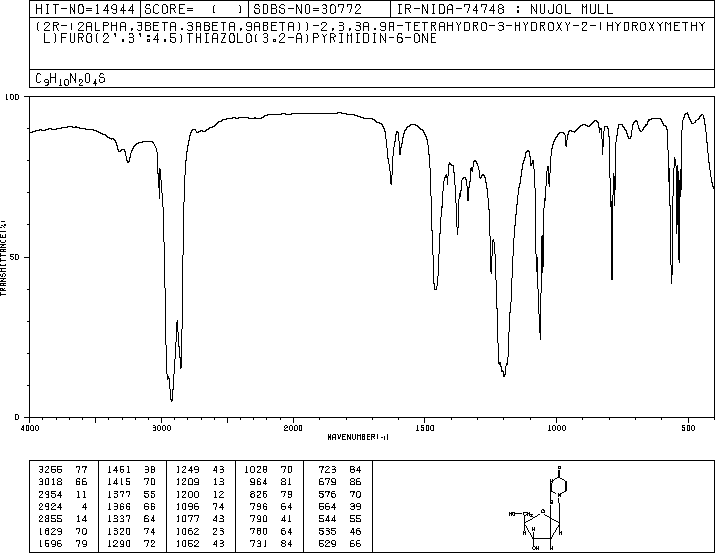 HIT-NO=14944 SCORE= ( ) SDBS-NO=30772 IR-NIDA-74748 : NUJOL MULL
(2R-(2ALPHA,3BETA,3ABETA,9ABETA))-2,3,3A,9A-TETRAHYDRO-3-HYDROXY-2-(HYDROXYMETHY
L)FURO(2',3':4,5)THIAZOLO(3,2-A)PYRIMIDIN-6-ONE
C9H10N2O4S
100
50
0
TRANSMITTANCE(%)
4000 3000 2000 1500 1000 500
WAVENUMBER(-1)
3266 77 1461 38 1249 43 1028 70 723 84
3018 66 1415 70 1209 13 964 81 679 86
2954 11 1377 55 1200 12 826 79 576 70
2924 4 1366 66 1096 74 796 64 564 39
2855 14 1337 64 1077 43 790 41 544 55
1629 70 1320 74 1062 23 780 64 535 46
1596 79 1290 72 1052 43 731 84 529 66
O
N
HO CH2 O
H H
H H
OH